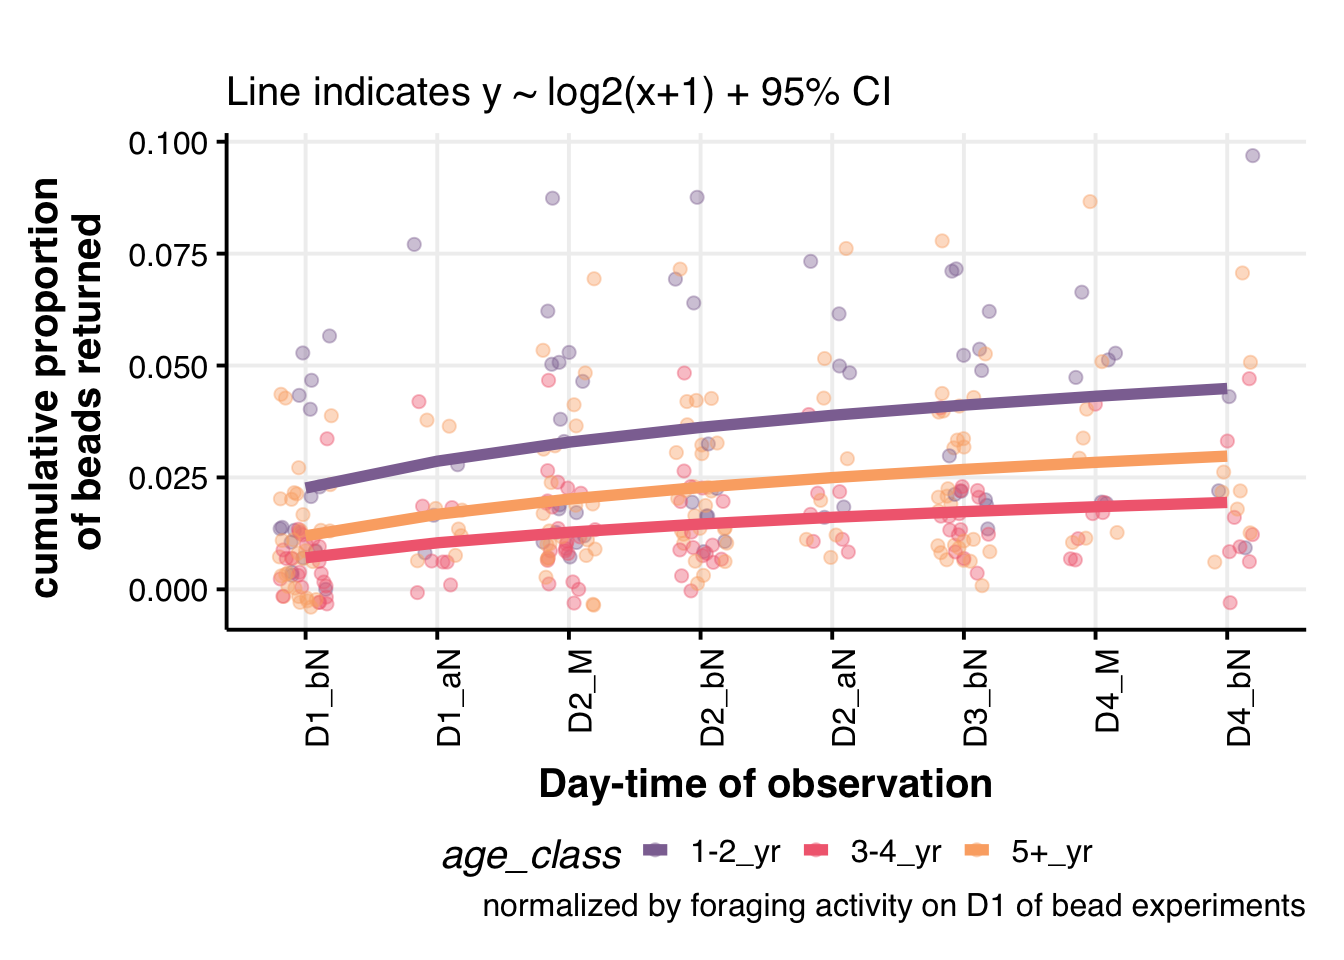 Line indicates y ~ log2(x+1) + 95% CI
cumulative proportion
of beads returned
0.100
0.075
0.050
0.025
0.000
D1_bN
D1_aN
D2_M
D2_bN
D2_aN
D3_bN
D4_M
D4_bN
Day-time of observation
age_class 1-2_yr 3-4_yr 5+_yr
normalized by foraging activity on D1 of bead experiments